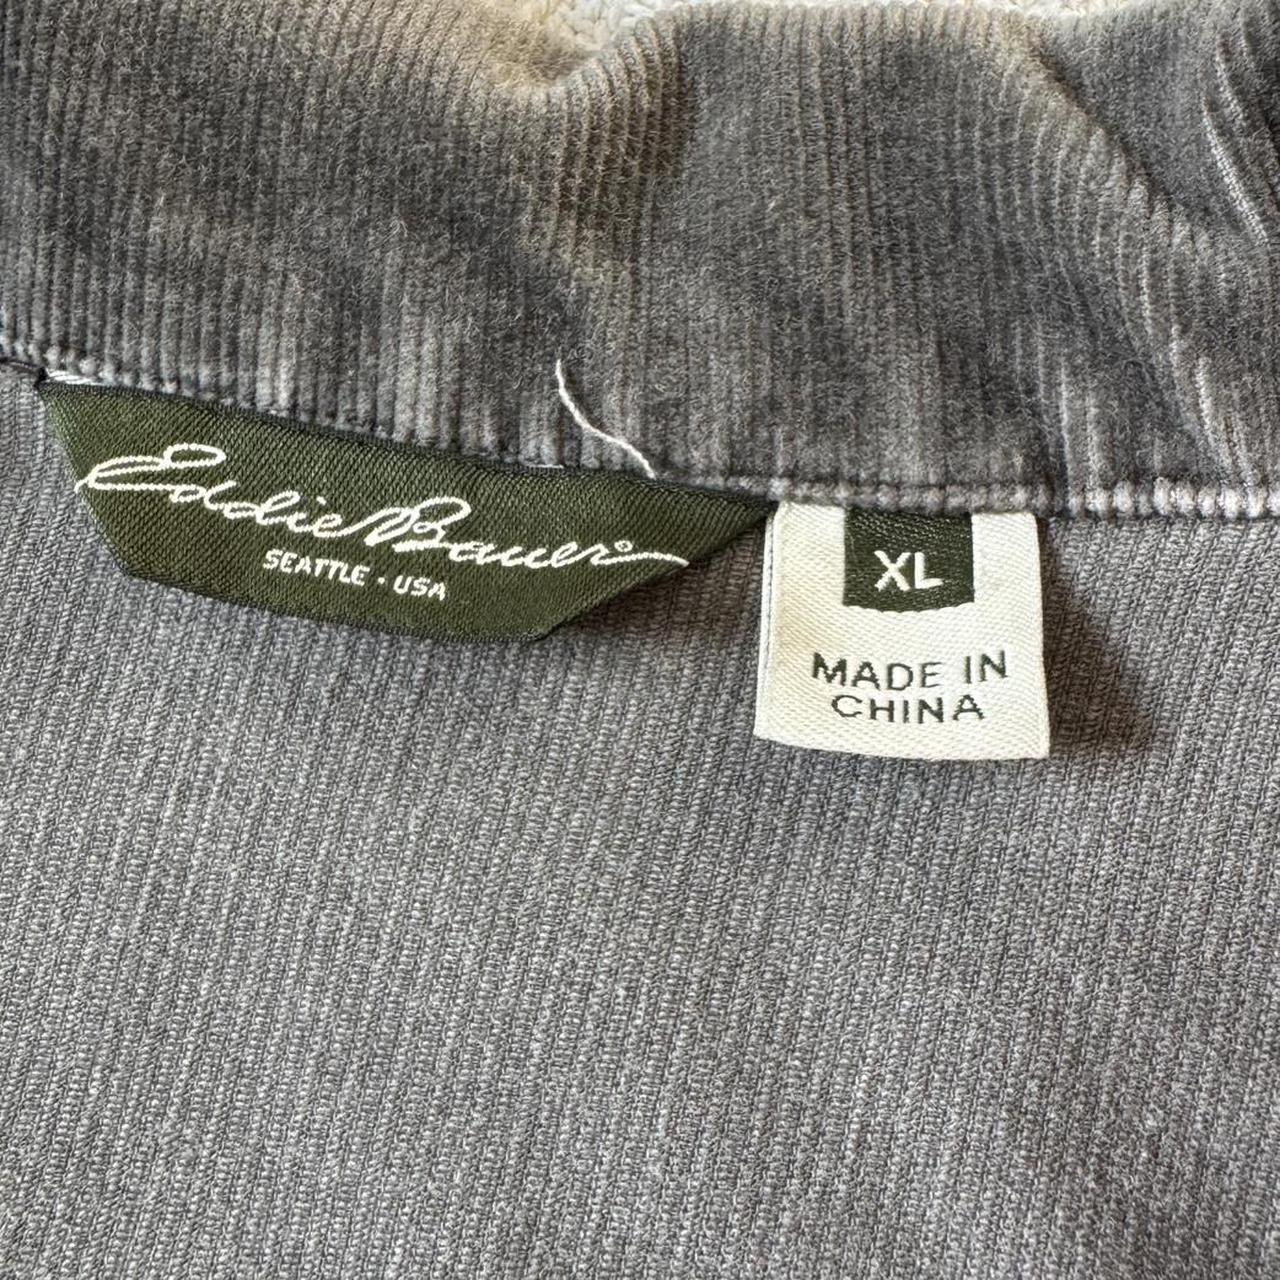 Eddie Bauer®
SEATTLE · USA
XL
MADE IN
CHINA